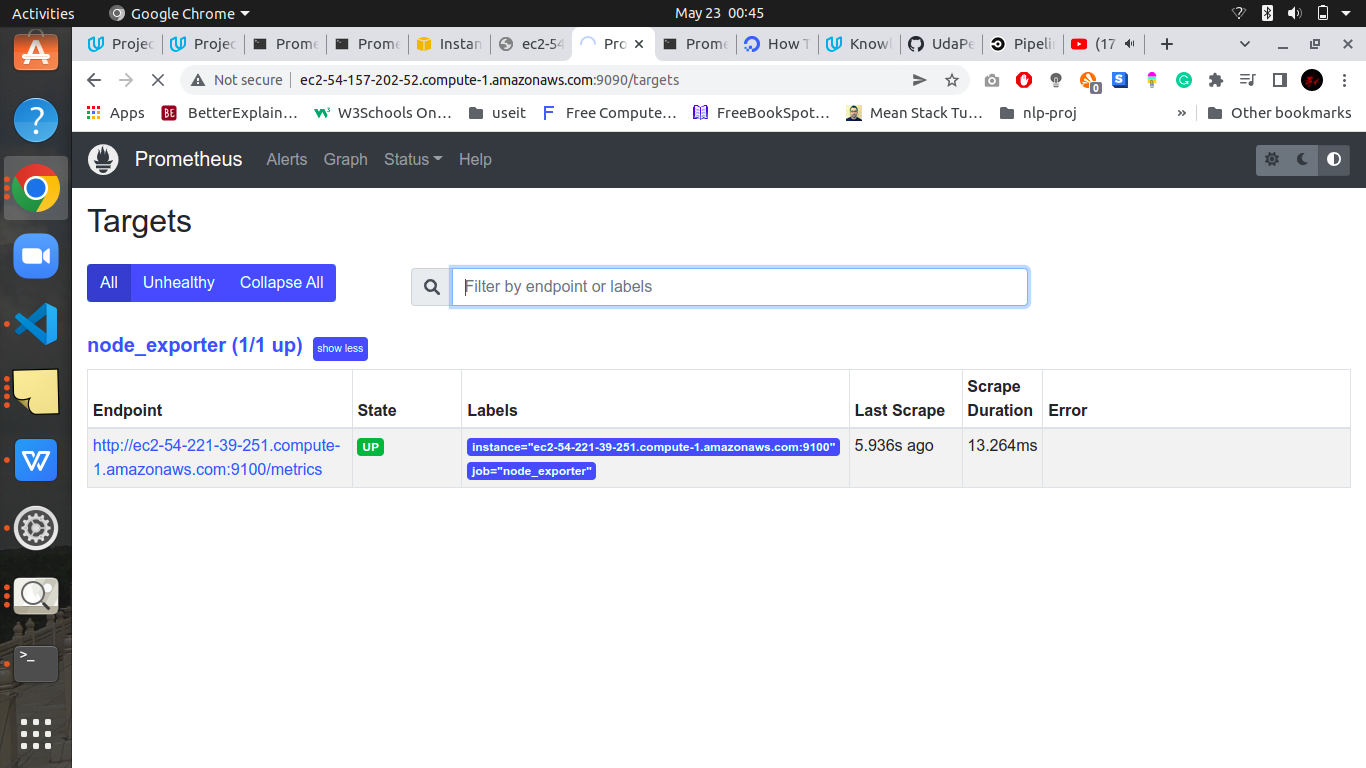 Activities
Google Chrome
May 23 00:45
Projec
Projec
Prome
Prome
Instan
ec2-54
Pro
Prome
How T
Knowl
UdaPe
Pipelin
(17
Not secure
ec2-54-157-202-52.compute-1.amazonaws.com:9090/targets
0
Apps
BE
BetterExplain…
W3Schools On…
useit
F
Free Compute…
FreeBookSpot…
Mean Stack Tu…
nlp-proj
»
Other bookmarks
Prometheus
Alerts
Graph
Status
Help
Targets
All
Unhealthy
Collapse All
Filter by endpoint or labels
node_exporter (1/1 up)
show less
Endpoint
State
Labels
Last Scrape
Scrape
Duration
Error
http://ec2-54-221-39-251.compute-
1.amazonaws.com:9100/metrics
UP
instance="ec2-54-221-39-251.compute-1.amazonaws.com:9100"
job="node_exporter"
5.936s ago
13.264ms